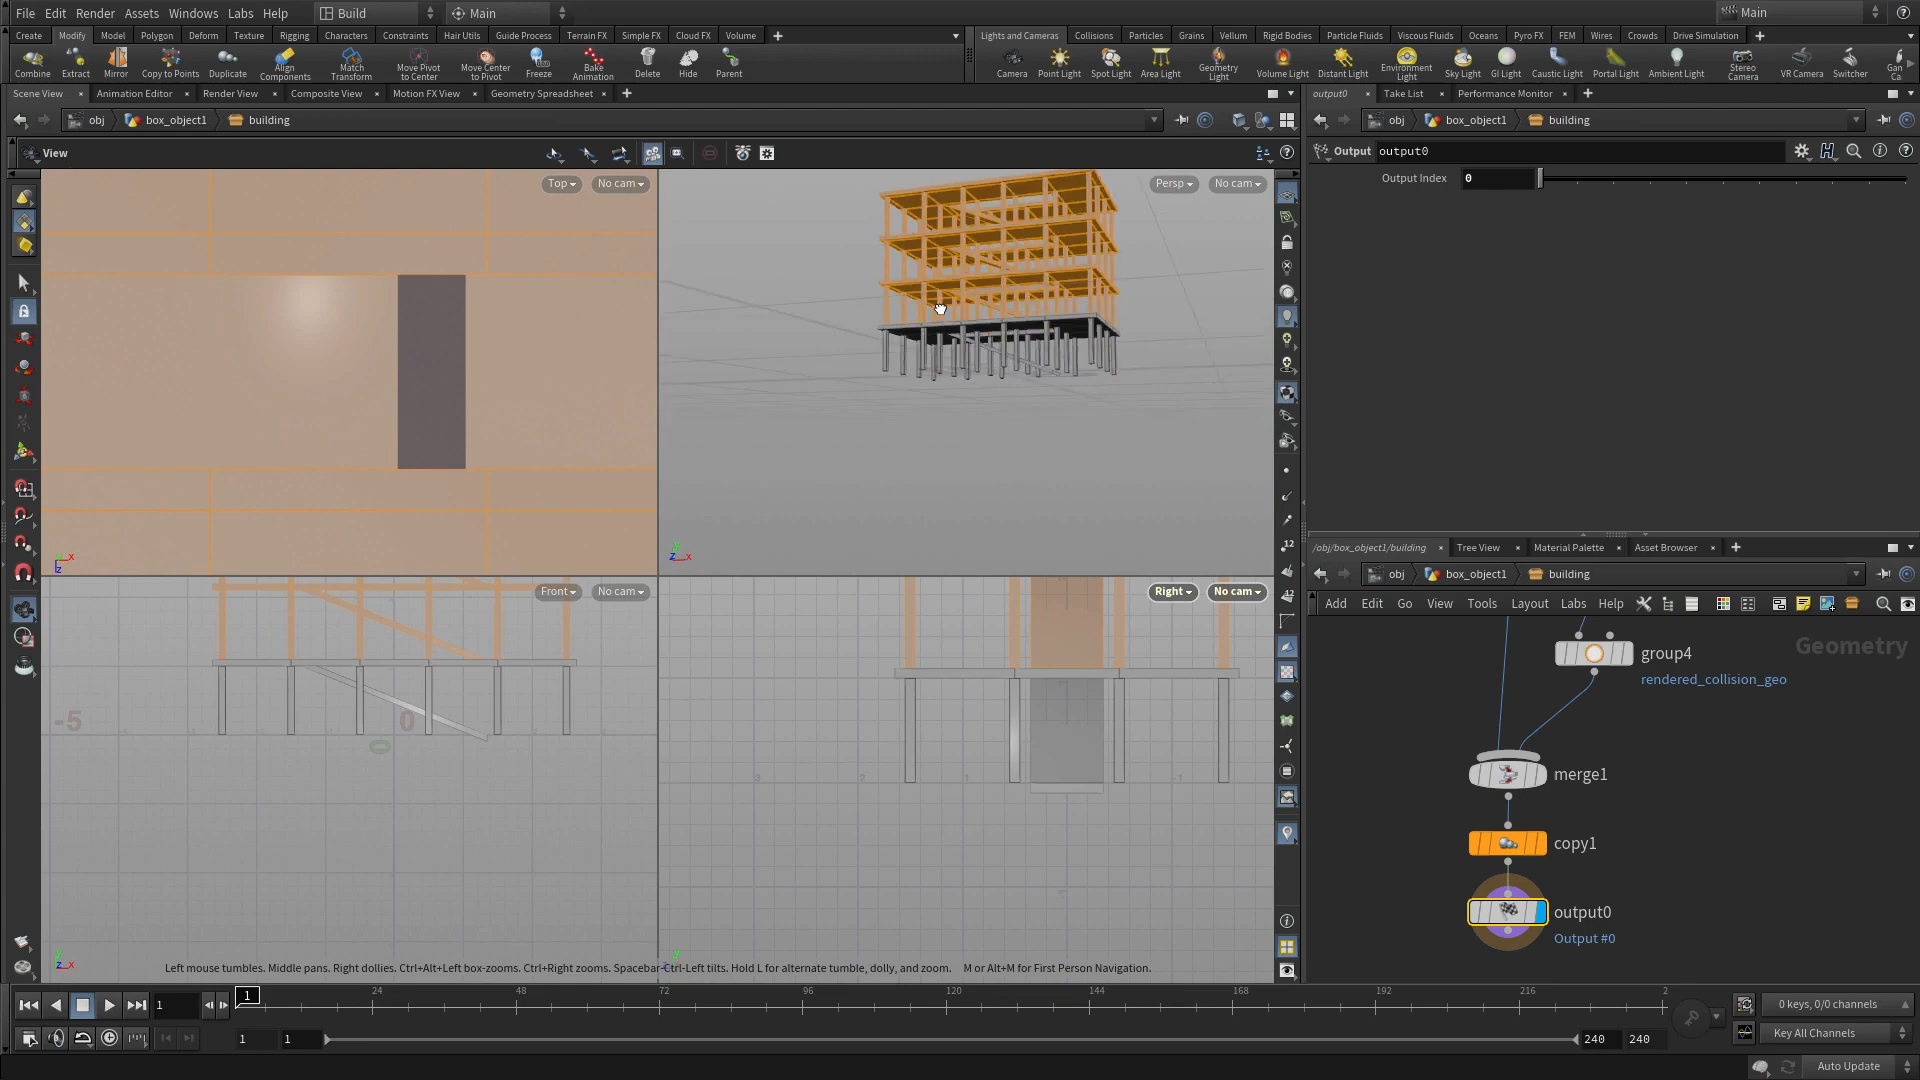 File Edit Render Assets Windows Labs Help Build Main Main
Create Modify Model Polygon Deform Texture Rigging Characters Constraints Hair Utils Guide Process Terrain FX Simple FX Cloud FX Volume
Lights and Cameras Collisions Particles Grains Vellum Rigid Bodies Particle Fluids Viscous Fluids Oceans Pyro FX FEM Wires Crowds Drive Simulation
Combine Extract Mirror Copy to Points Duplicate Align Components Match Transform Move Pivot to Center Move Center to Pivot Freeze Bake Animation Delete Hide Parent
Camera Point Light Spot Light Area Light Geometry Light Volume Light Distant Light Environment Light Sky Light GI Light Caustic Light Portal Light Ambient Light Stereo Camera VR Camera Switcher Gan Ca
Scene View Animation Editor Render View Composite View Motion FX View Geometry Spreadsheet
output0 Take List Performance Monitor
obj box_object1 building
obj box_object1 building
View
Output output0
Output Index 0
Top No cam
Persp No cam
Front No cam
Right No cam
-5 0 0
x z
z x
y z x
y z
12
12
Left mouse tumbles. Middle pans. Right dollies. Ctrl+Alt+Left box-zooms. Ctrl+Right zooms. Spacebar-Ctrl-Left tilts. Hold L for alternate tumble, dolly, and zoom. M or Alt+M for First Person Navigation.
/obj/box_object1/building Tree View Material Palette Asset Browser
obj box_object1 building
Add Edit Go View Tools Layout Labs Help
Geometry
group4
rendered_collision_geo
merge1
copy1
output0
Output #0
1 1 24 48 72 96 120 144 168 192 216 2
0 keys, 0/0 channels
1 1 240 240
Key All Channels
Auto Update